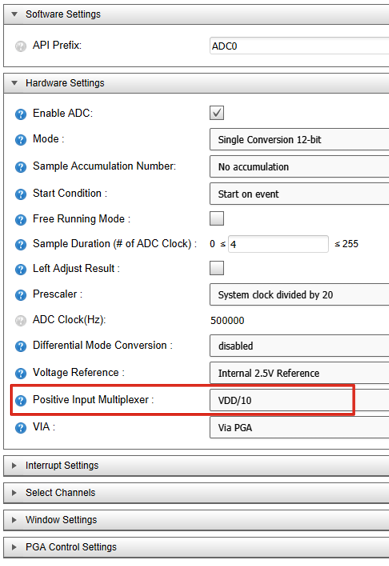 Software Settings
API Prefix: ADC0
Hardware Settings
Enable ADC:
Mode : Single Conversion 12-bit
Sample Accumulation Number: No accumulation
Start Condition : Start on event
Free Running Mode :
Sample Duration (# of ADC Clock) : 0 ≤ 4 ≤ 255
Left Adjust Result :
Prescaler : System clock divided by 20
ADC Clock(Hz): 500000
Differential Mode Conversion : disabled
Voltage Reference : Internal 2.5V Reference
Positive Input Multiplexer : VDD/10
VIA : Via PGA
Interrupt Settings
Select Channels
Window Settings
PGA Control Settings